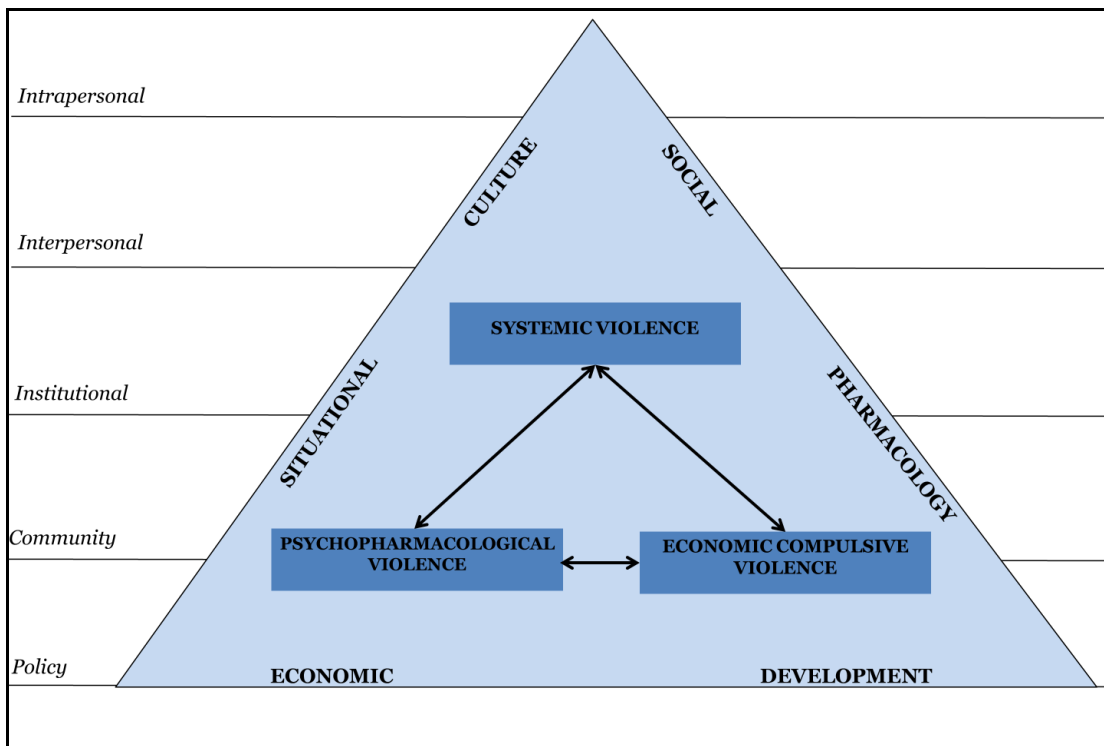 Intrapersonal
CULTURE
SOCIAL
Interpersonal
SYSTEMIC VIOLENCE
Institutional
SITUATIONAL
PHARMACOLOGY
Community
PSYCHOPHARMACOLOGICAL
VIOLENCE
ECONOMIC COMPULSIVE
VIOLENCE
Policy
ECONOMIC
DEVELOPMENT